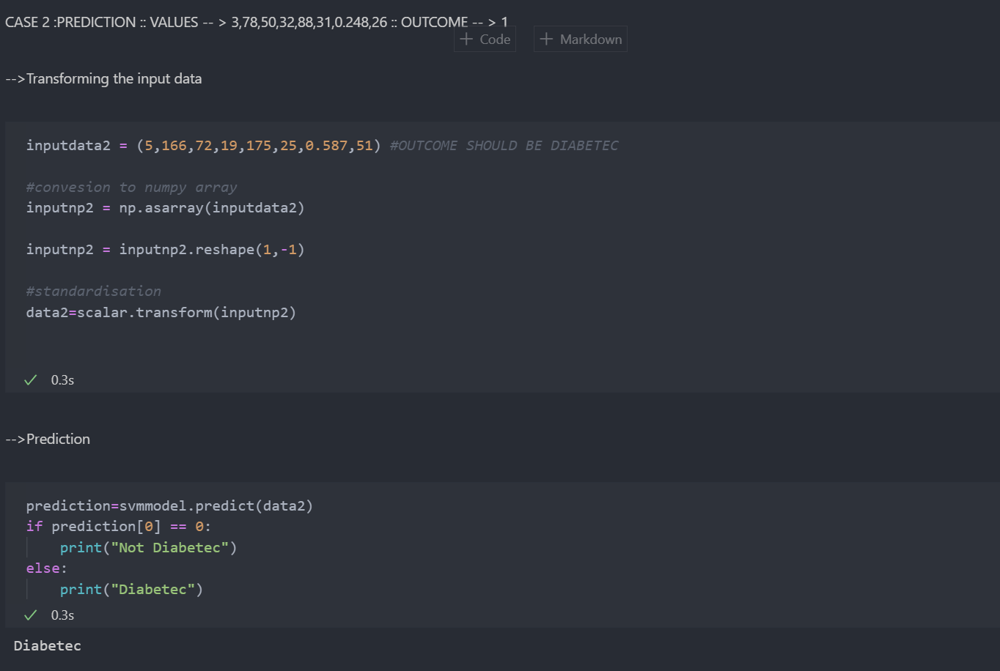 CASE 2 :PREDICTION :: VALUES -- > 3,78,50,32,88,31,0.248,26 :: OUTCOME -- > 1
+ Code + Markdown
-->Transforming the input data
inputdata2 = (5,166,72,19,175,25,0.587,51) #OUTCOME SHOULD BE DIABETEC
#convesion to numpy array
inputnp2 = np.asarray(inputdata2)
inputnp2 = inputnp2.reshape(1,-1)
#standardisation
data2=scalar.transform(inputnp2)
✓ 0.3s
-->Prediction
prediction=svmmodel.predict(data2)
if prediction[0] == 0:
    print("Not Diabetec")
else:
    print("Diabetec")
✓ 0.3s
Diabetec